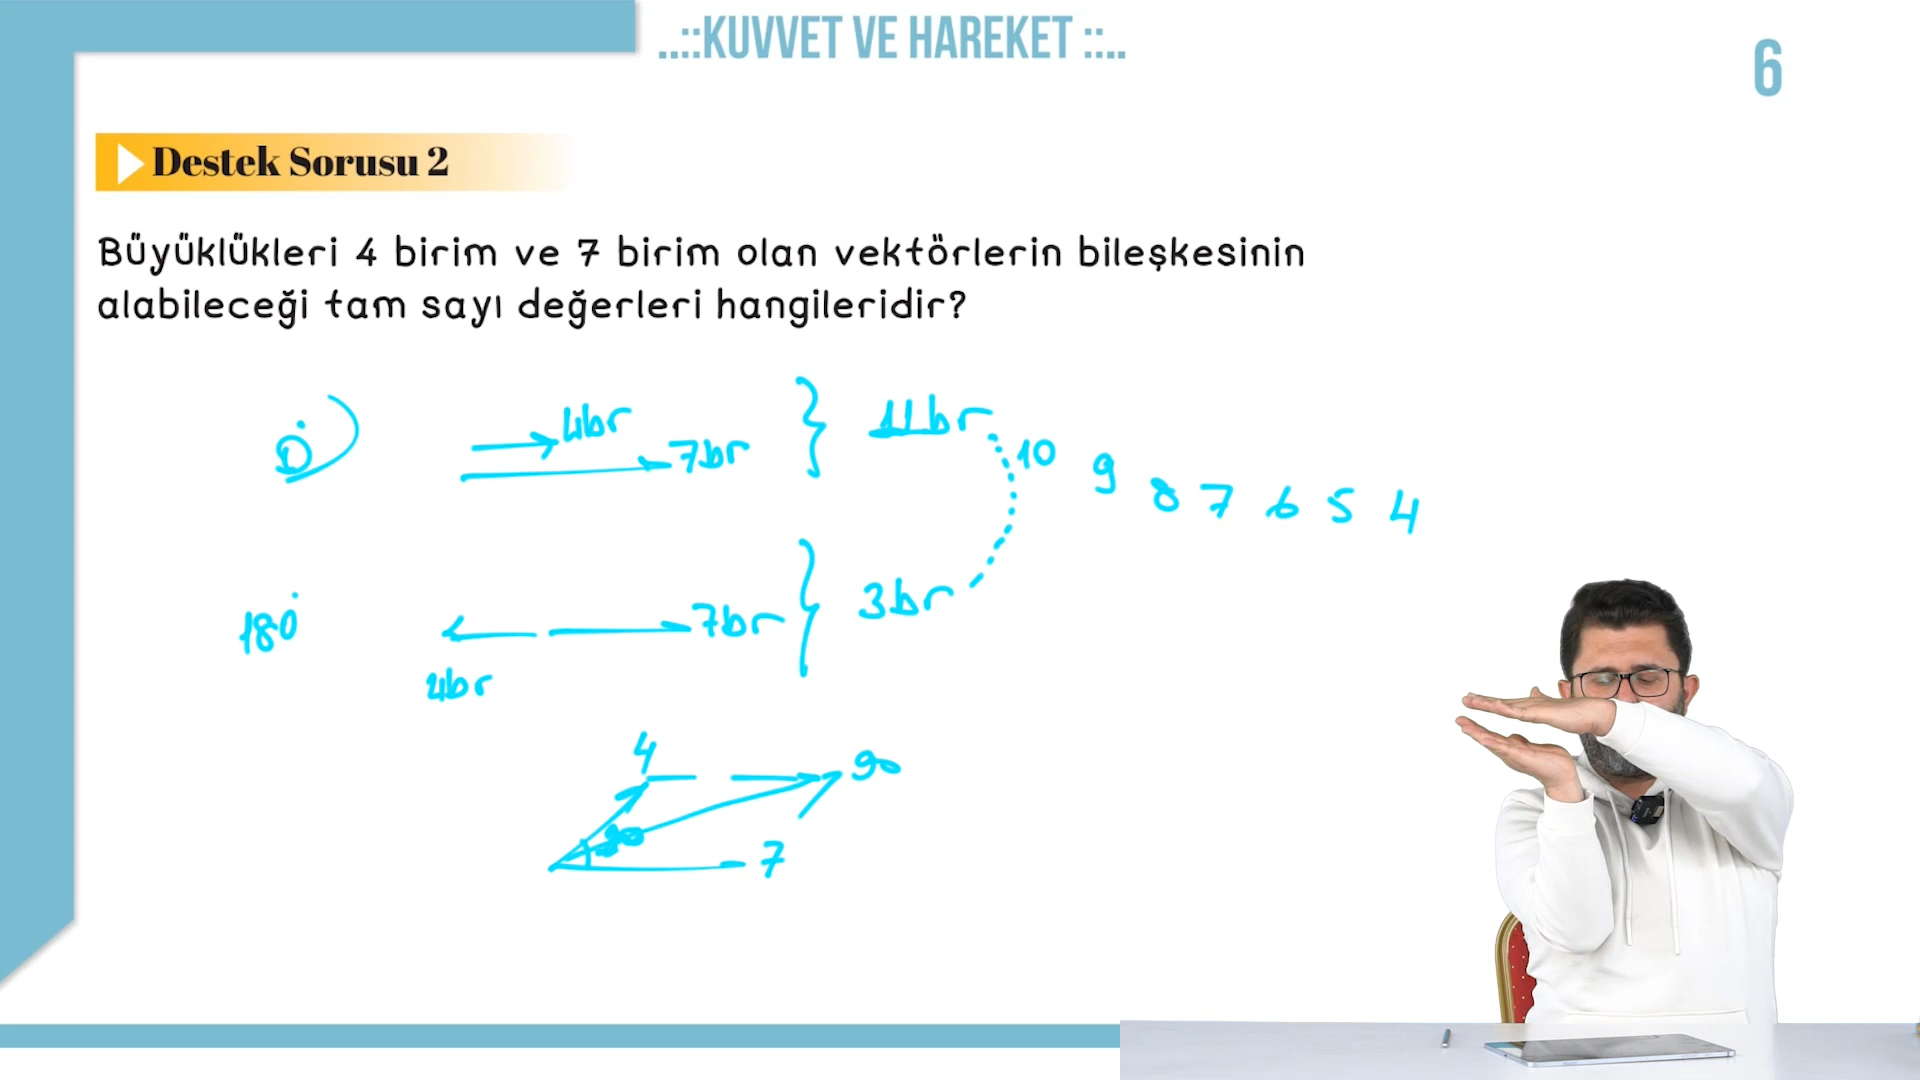 ..::KUVVET VE HAREKET ::..
6
Destek Sorusu 2
Büyüklükleri 4 birim ve 7 birim olan vektörlerin bileşkesinin
alabileceği tam sayı değerleri hangileridir?
0° 4br 7br 11br 10 9 8 7 6 5 4
180° 4br 7br 3br
4
7